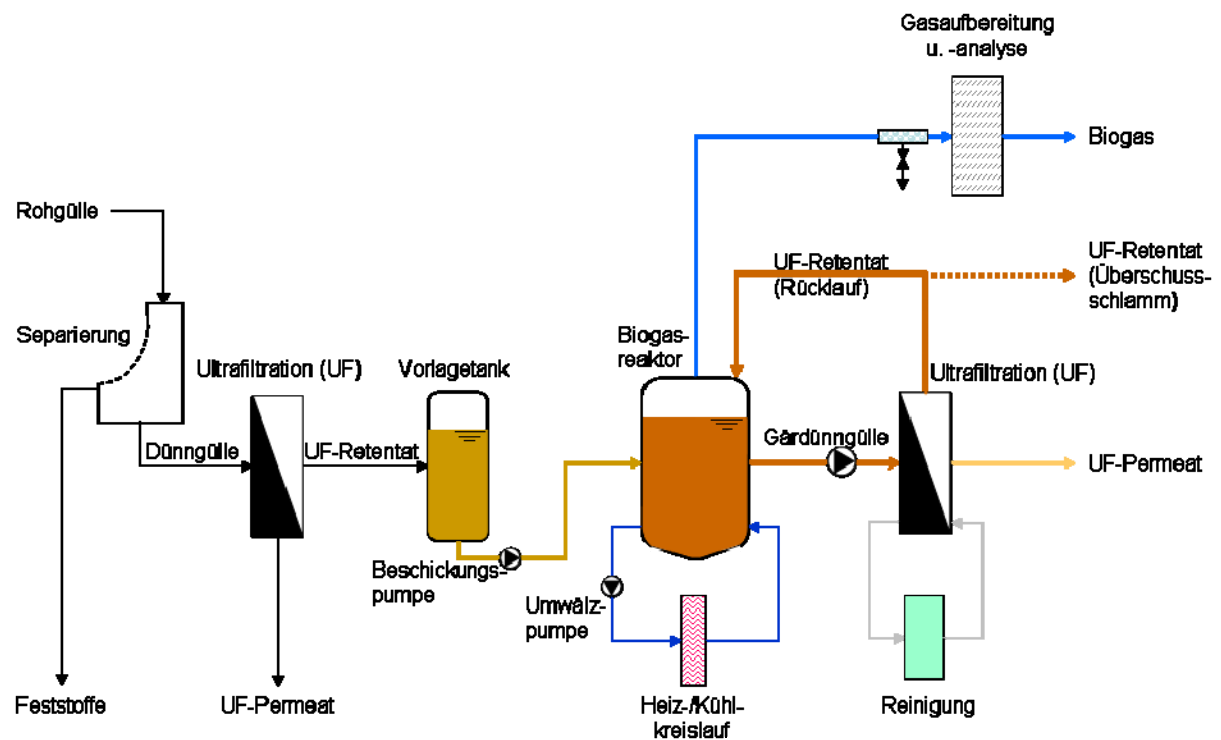 Gasaufbereitung
u. -analyse
Biogas
Rohgülle
UF-Retentat
(Rücklauf)
UF-Retentat
(Überschuss-
schlamm)
Separierung
Biogas-
reaktor
Ultrafiltration (UF)
Vorlagetank
Ultrafiltration (UF)
Dünngülle
UF-Retentat
Gärdünngülle
UF-Permeat
Beschickungs-
pumpe
Umwälz-
pumpe
Feststoffe
UF-Permeat
Heiz-/Kühl-
kreislauf
Reinigung